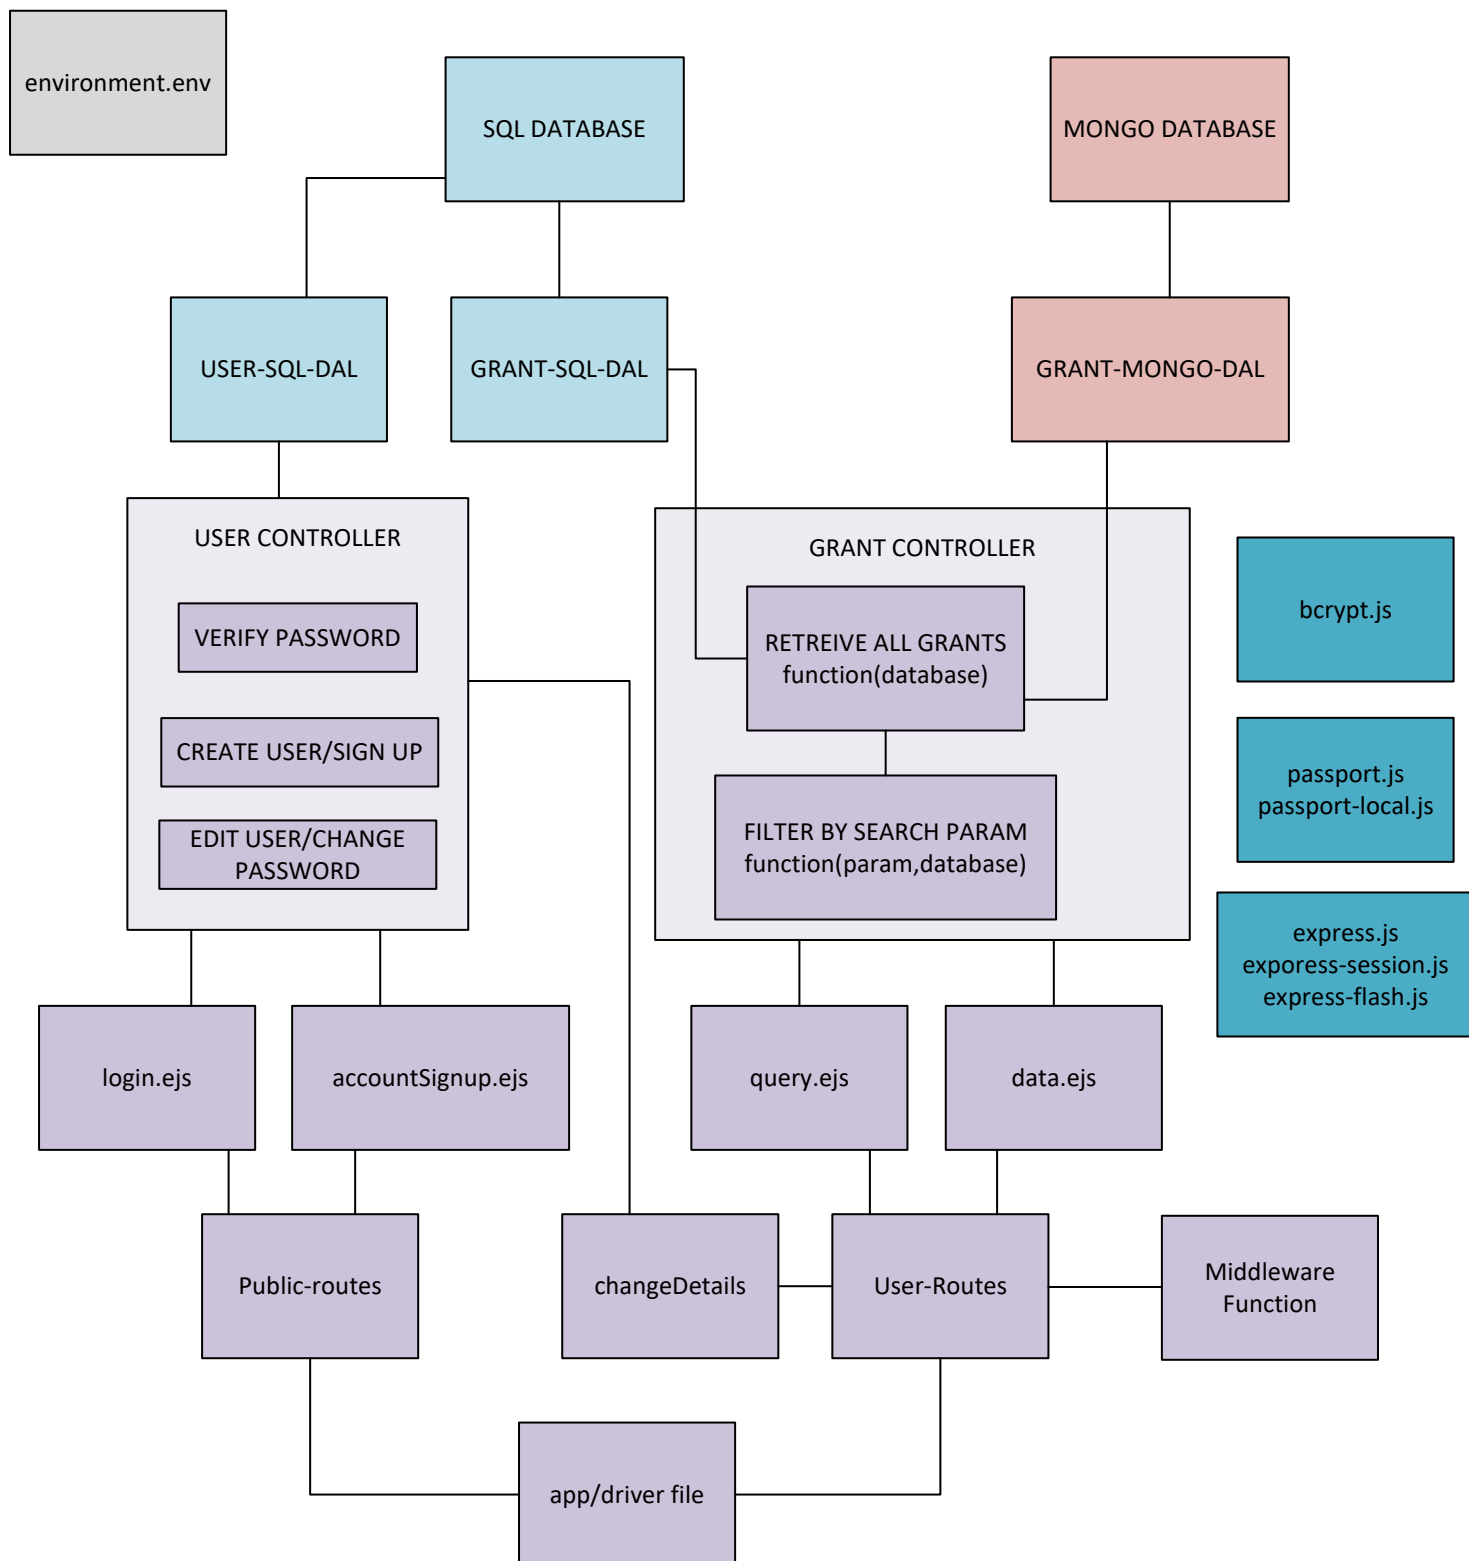 environment.env
SQL DATABASE
MONGO DATABASE
USER-SQL-DAL
GRANT-SQL-DAL
GRANT-MONGO-DAL
USER CONTROLLER
VERIFY PASSWORD
CREATE USER/SIGN UP
EDIT USER/CHANGE
PASSWORD
GRANT CONTROLLER
RETREIVE ALL GRANTS
function(database)
FILTER BY SEARCH PARAM
function(param,database)
bcrypt.js
passport.js
passport-local.js
express.js
exporess-session.js
express-flash.js
login.ejs
accountSignup.ejs
query.ejs
data.ejs
Public-routes
changeDetails
User-Routes
Middleware
Function
app/driver file